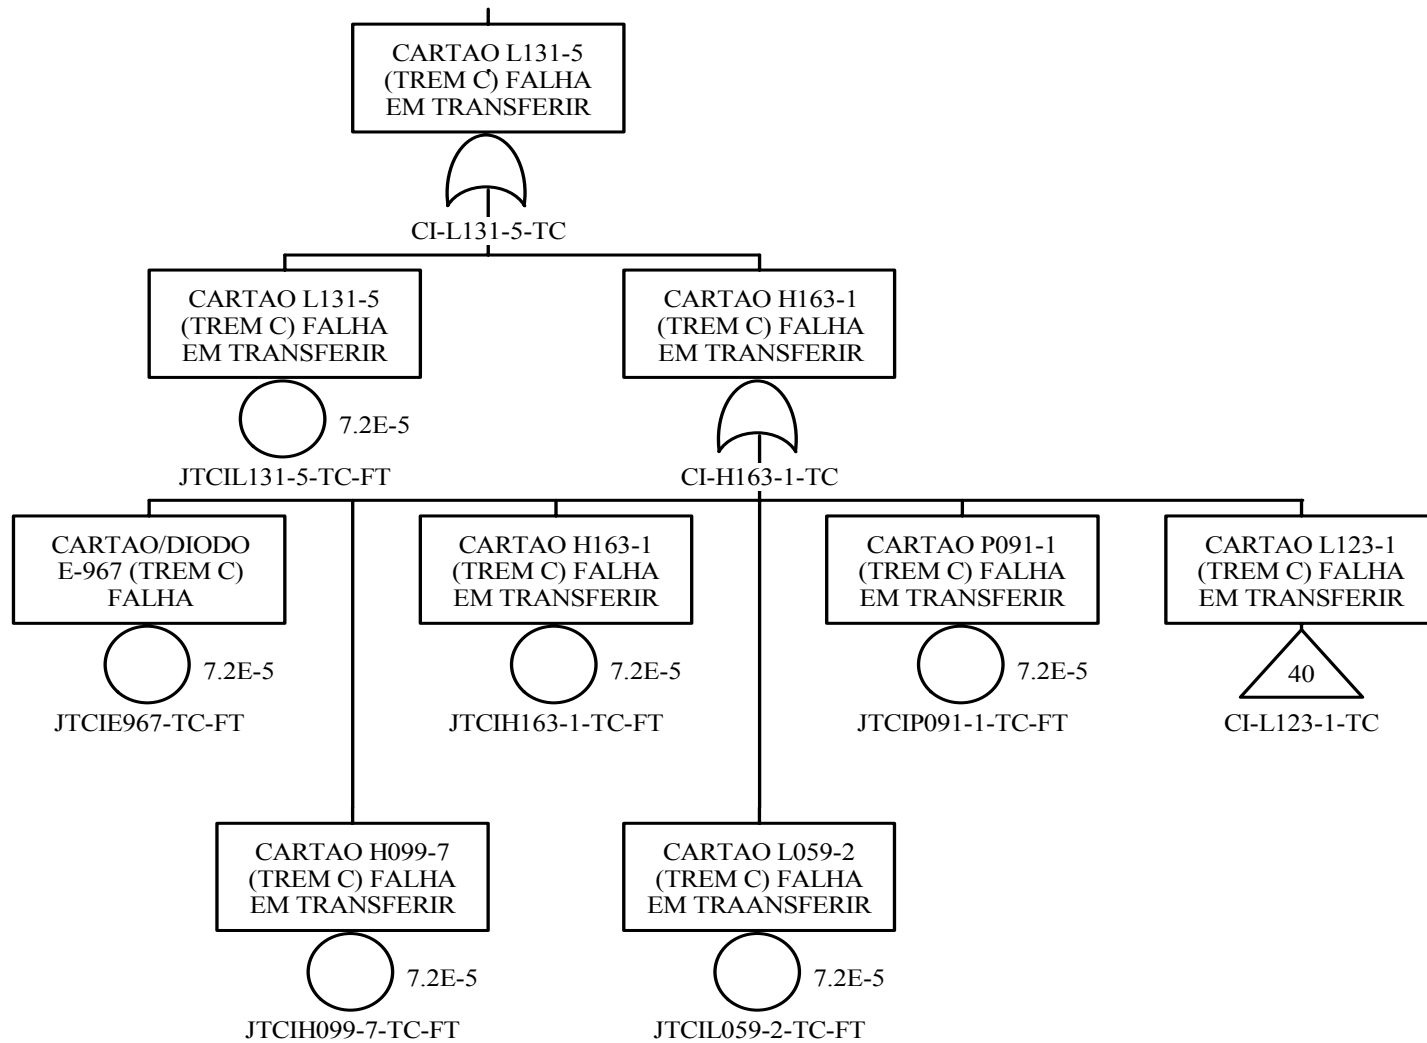 CARTAO L131-5
(TREM C) FALHA
EM TRANSFERIR
CI-L131-5-TC
CARTAO L131-5
(TREM C) FALHA
EM TRANSFERIR
7.2E-5
JTCIL131-5-TC-FT
CARTAO H163-1
(TREM C) FALHA
EM TRANSFERIR
CI-H163-1-TC
CARTAO/DIODO
E-967 (TREM C)
FALHA
7.2E-5
JTCIE967-TC-FT
CARTAO H163-1
(TREM C) FALHA
EM TRANSFERIR
7.2E-5
JTCIH163-1-TC-FT
CARTAO P091-1
(TREM C) FALHA
EM TRANSFERIR
7.2E-5
JTCIP091-1-TC-FT
CARTAO L123-1
(TREM C) FALHA
EM TRANSFERIR
40
CI-L123-1-TC
CARTAO H099-7
(TREM C) FALHA
EM TRANSFERIR
7.2E-5
JTCIH099-7-TC-FT
CARTAO L059-2
(TREM C) FALHA
EM TRAANSFERIR
7.2E-5
JTCIL059-2-TC-FT